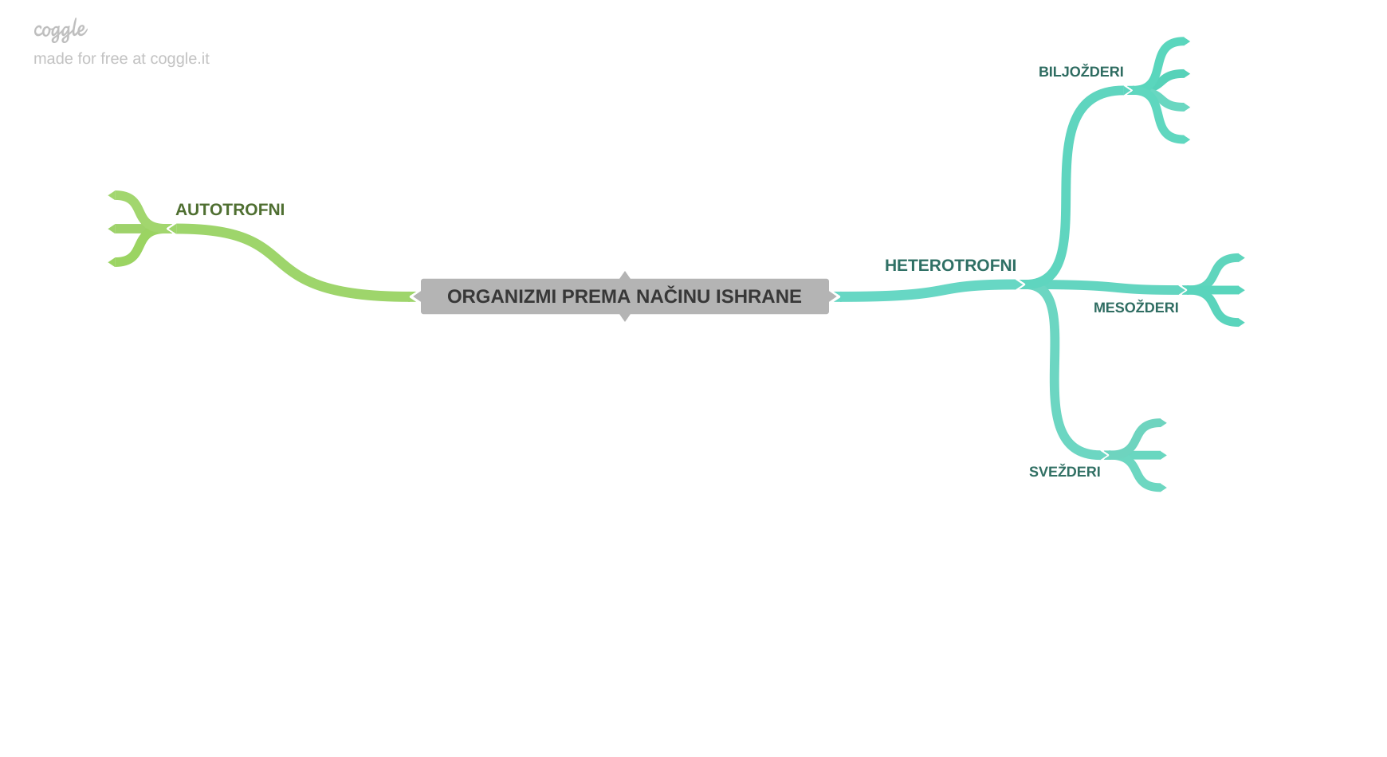 coggle
made for free at coggle.it
BILJOŽDERI
AUTOTROFNI
HETEROTROFNI
ORGANIZMI PREMA NAČINU ISHRANE
MESOŽDERI
SVEŽDERI